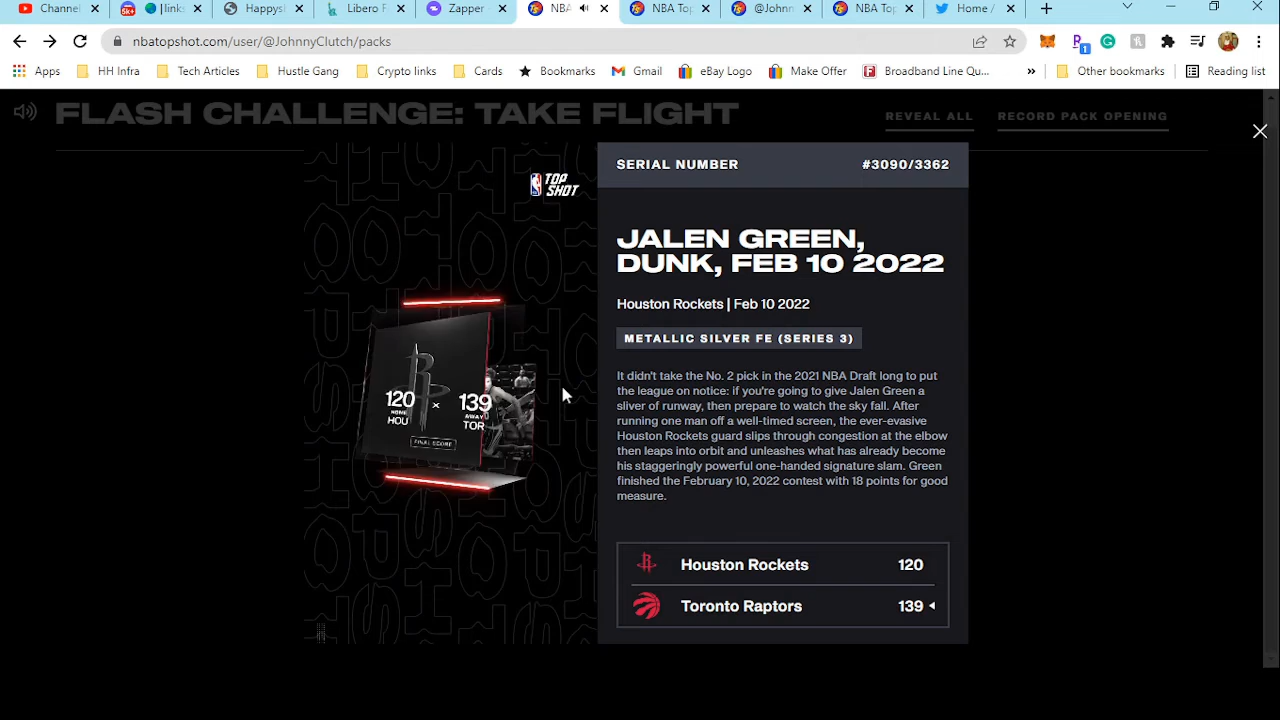 Channel
5k+
links
Happys!
Libero F
Zapper
NBA
NBA Top
@Johnn
NBA Top
Home /
nbatopshot.com/user/@JohnnyClutch/packs
1
Apps
HH Infra
Tech Articles
Hustle Gang
Crypto links
Cards
Bookmarks
Gmail
eBay Logo
Make Offer
Broadband Line Qu...
»
Other bookmarks
Reading list
FLASH CHALLENGE: TAKE FLIGHT
REVEAL ALL
RECORD PACK OPENING
TOP
SHOT
120
HOME
HOU
×
139
AWAY
TOR
FINAL SCORE
SERIAL NUMBER
#3090/3362
JALEN GREEN,
DUNK, FEB 10 2022
Houston Rockets | Feb 10 2022
METALLIC SILVER FE (SERIES 3)
It didn't take the No. 2 pick in the 2021 NBA Draft long to put
the league on notice: if you're going to give Jalen Green a
sliver of runway, then prepare to watch the sky fall. After
running one man off a well-timed screen, the ever-evasive
Houston Rockets guard slips through congestion at the elbow
then leaps into orbit and unleashes what has already become
his staggeringly powerful one-handed signature slam. Green
finished the February 10, 2022 contest with 18 points for good
measure.
Houston Rockets 120
Toronto Raptors 139